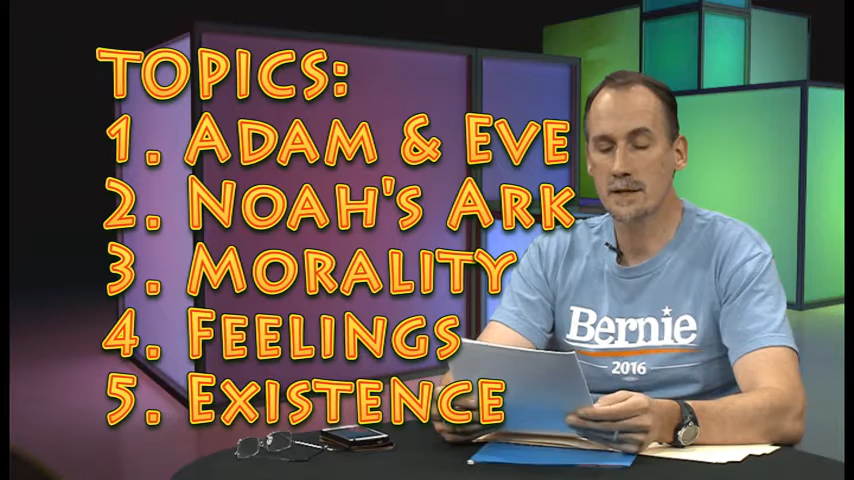 TOPICS:
1. ADAM & EVE
2. NOAH'S ARK
3. MORALITY
4. FEELINGS
5. EXISTENCE
Bernie
2016